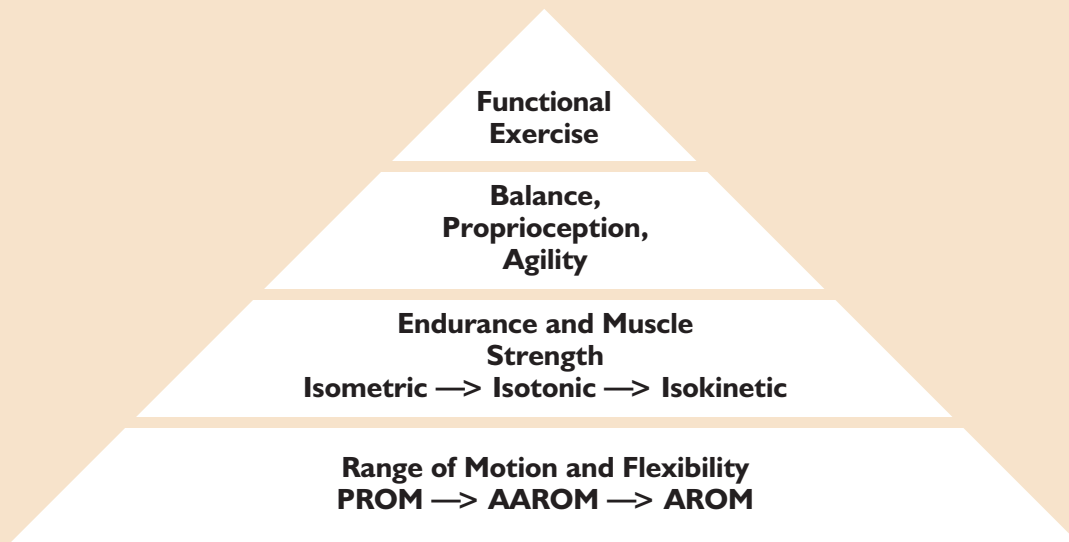 Functional
Exercise
Balance,
Proprioception,
Agility
Endurance and Muscle
Strength
Isometric —> Isotonic —> Isokinetic
Range of Motion and Flexibility
PROM —> AAROM —> AROM